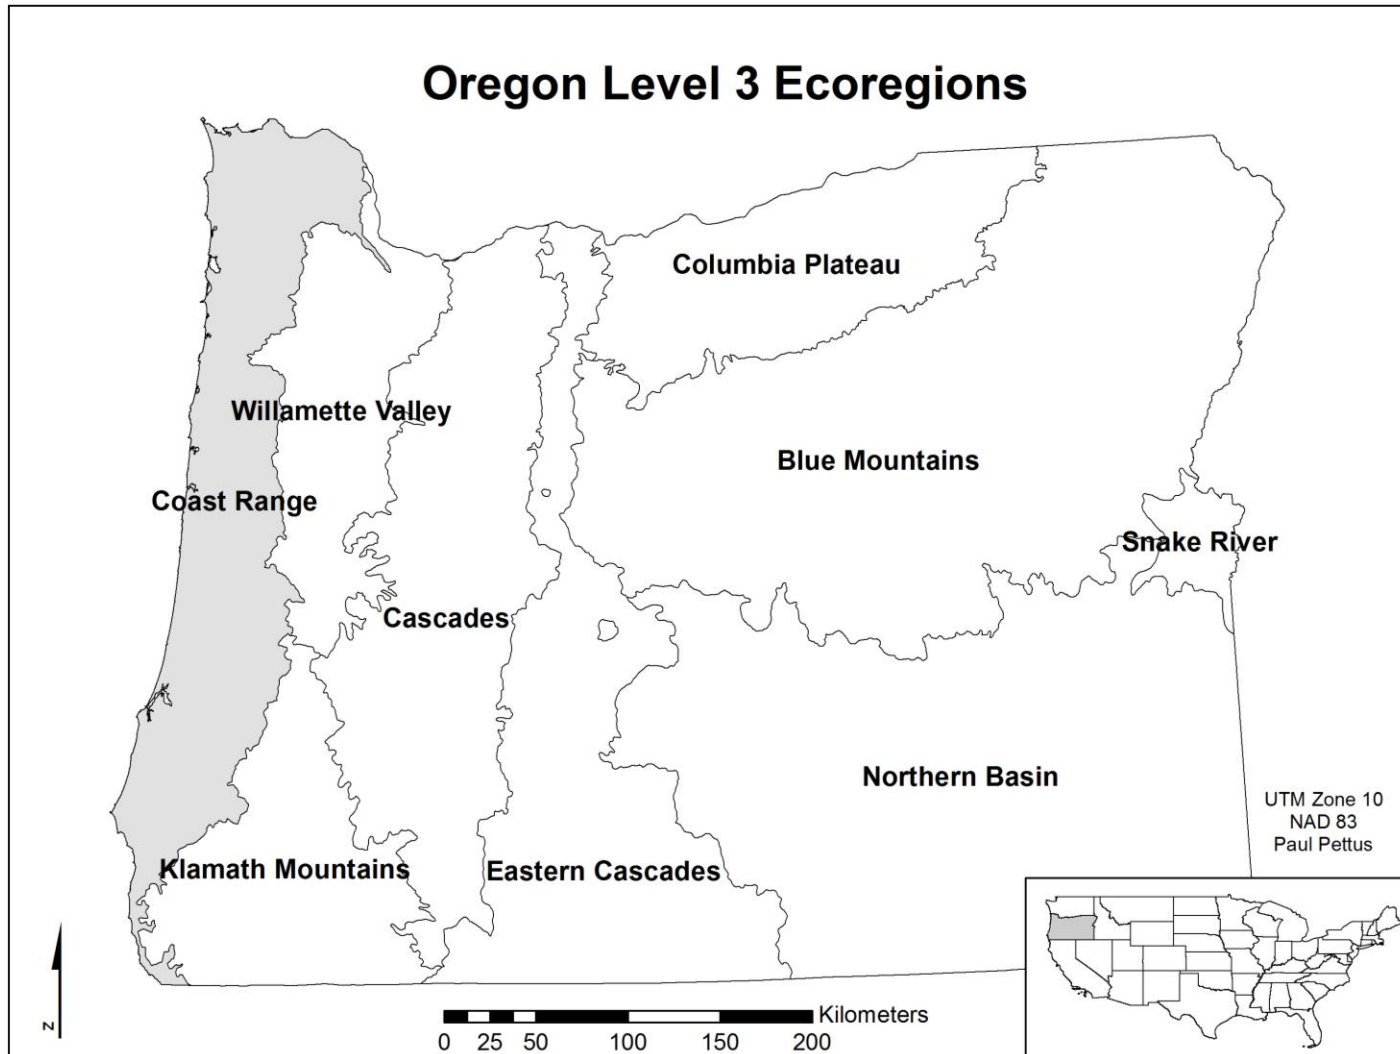 Oregon Level 3 Ecoregions
Columbia Plateau
Willamette Valley
Blue Mountains
Coast Range
Snake River
Cascades
Northern Basin
UTM Zone 10
NAD 83
Paul Pettus
Klamath Mountains
Eastern Cascades
Kilometers
0 25 50 100 150 200
N